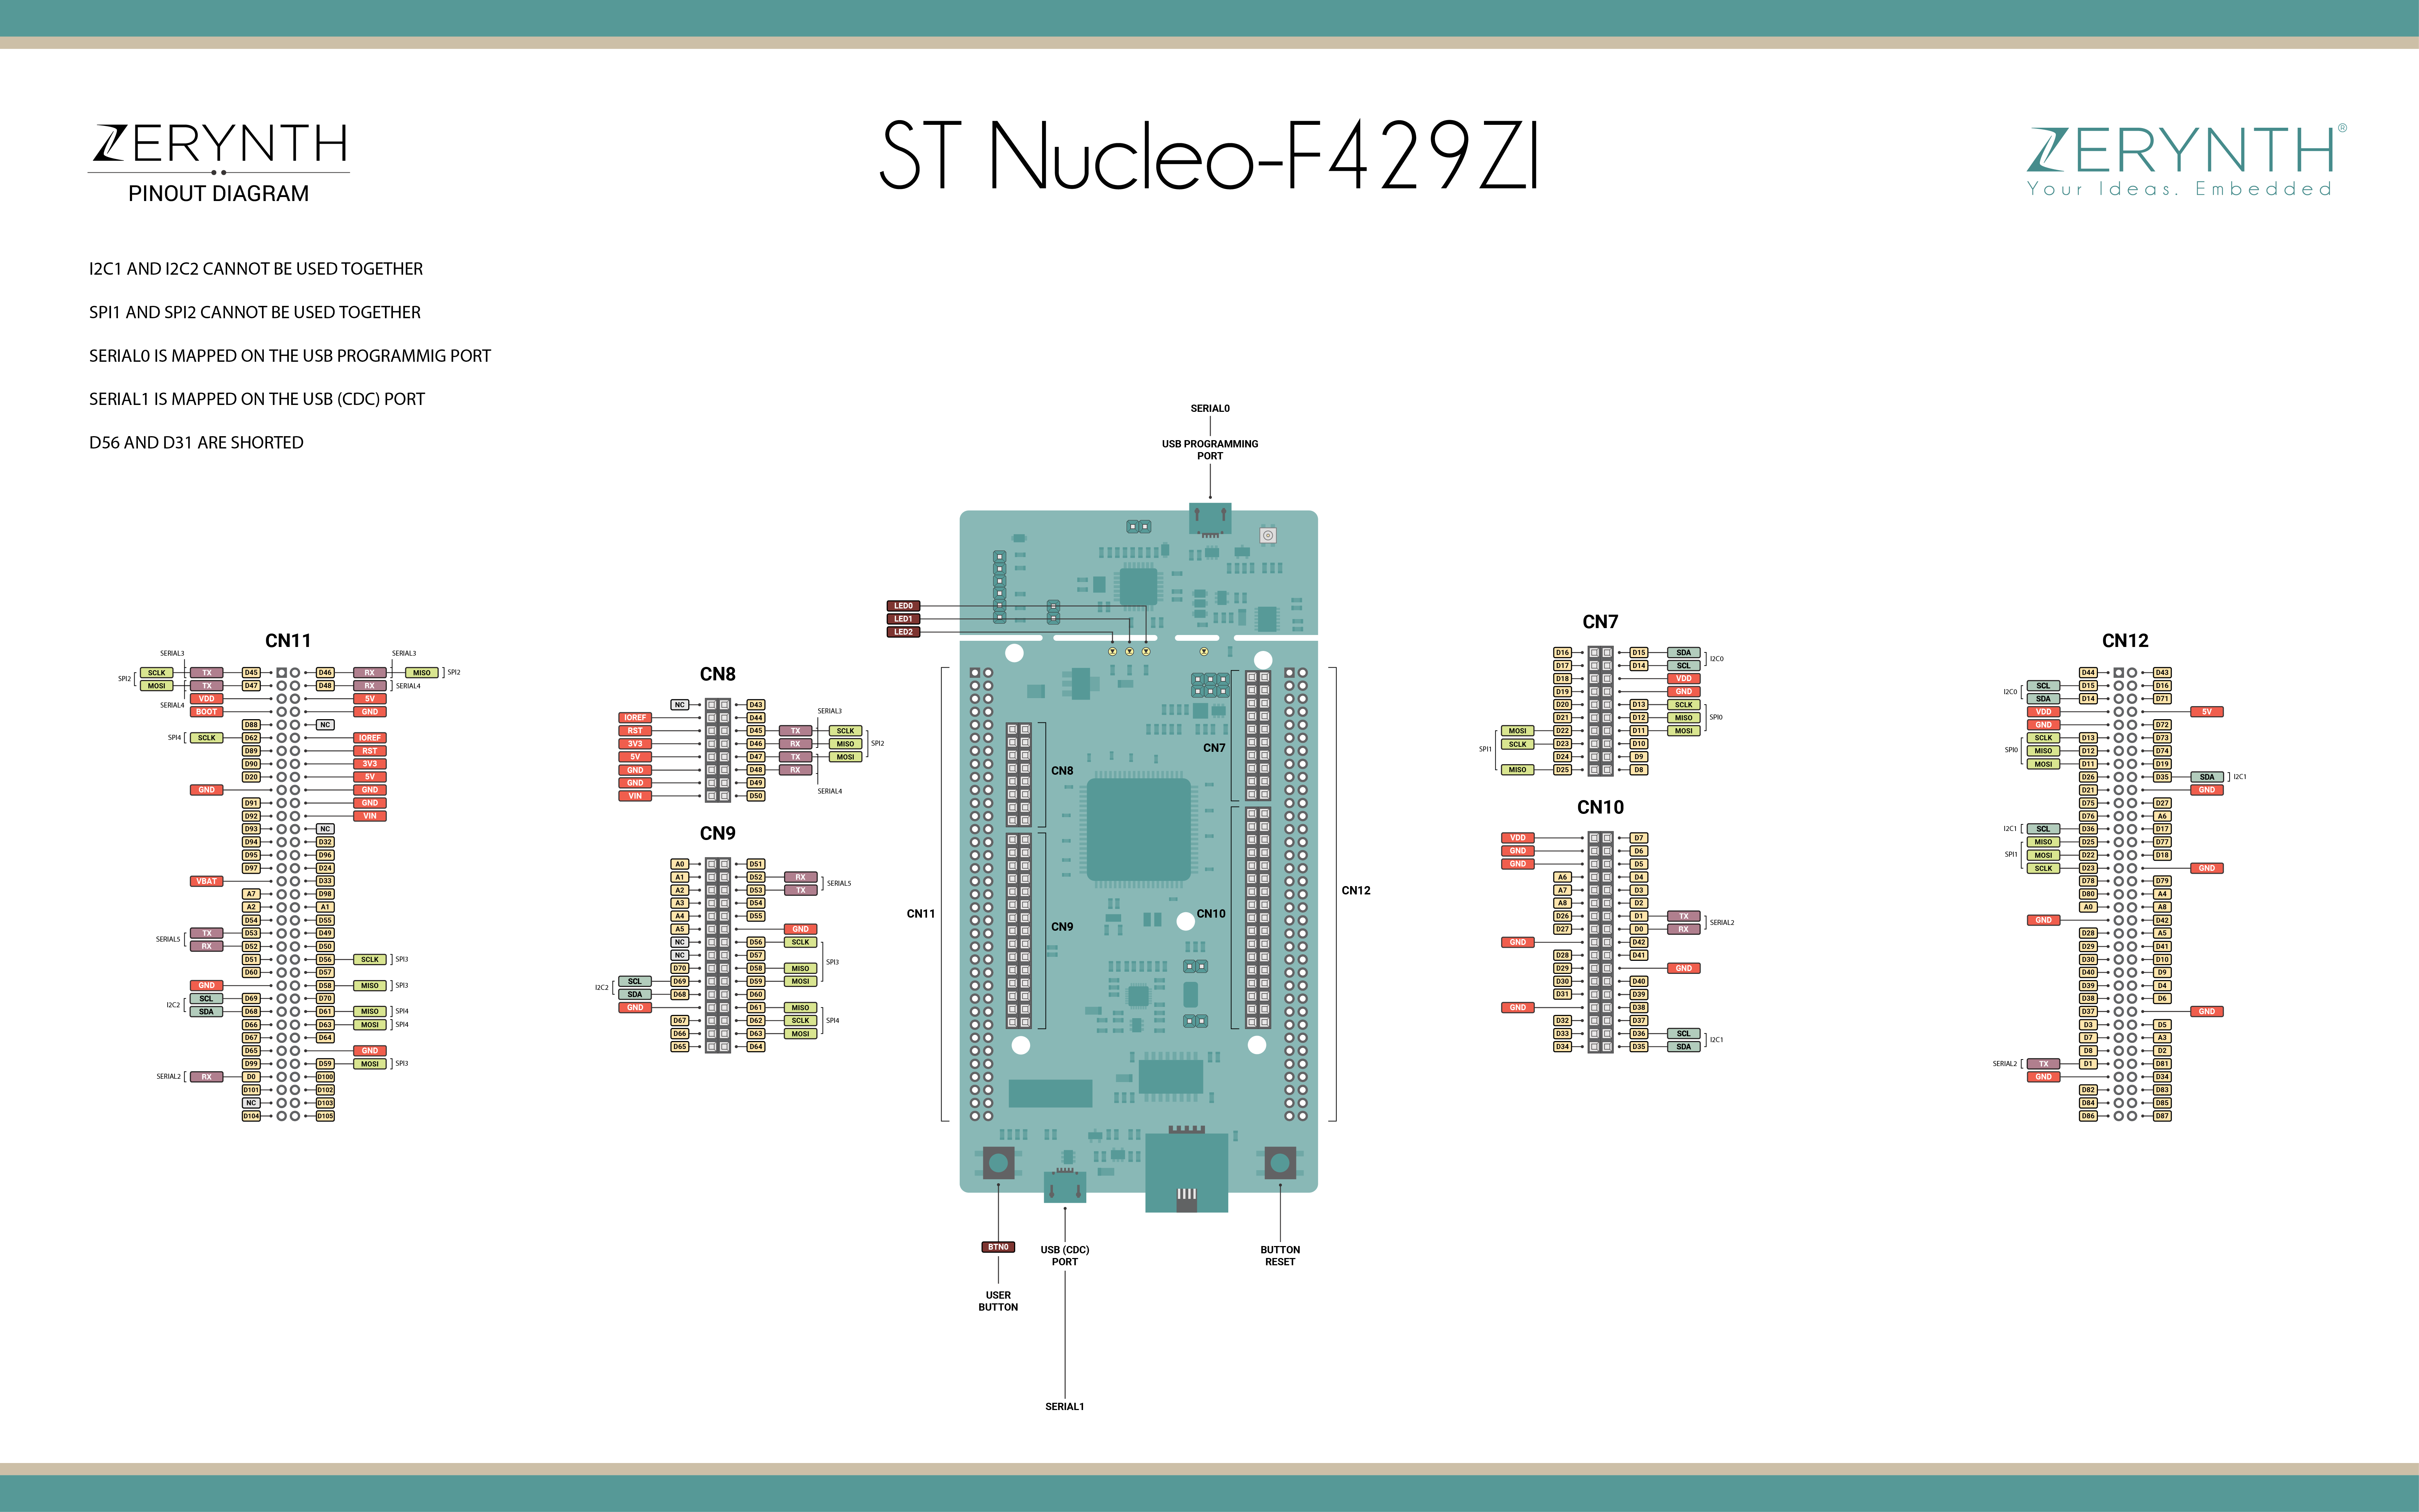 ZERYNTH
PINOUT DIAGRAM
ST Nucleo-F429ZI
ZERYNTH®
Your Ideas. Embedded
I2C1 AND I2C2 CANNOT BE USED TOGETHER
SPI1 AND SPI2 CANNOT BE USED TOGETHER
SERIAL0 IS MAPPED ON THE USB PROGRAMMIG PORT
SERIAL1 IS MAPPED ON THE USB (CDC) PORT
D56 AND D31 ARE SHORTED
SERIAL0
USB PROGRAMMING
PORT
LED0
LED1
LED2
CN11
SERIAL3 SERIAL3
SPI2 SCLK TX D45 D46 RX MISO SPI2
MOSI TX D47 D48 RX SERIAL4
SERIAL4 VDD 5V
BOOT GND
D88 NC
SPI4 SCLK D62 IOREF
D89 RST
D90 3V3
D20 5V
GND GND
D91 GND
D92 VIN
D93 NC
D94 D32
D95 D96
D97 D24
VBAT D33
A7 D98
A2 A1
D54 D55
SERIAL5 TX D53 D49
RX D52 D50
D51 D56 SCLK SPI3
D60 D57
GND D58 MISO SPI3
I2C2 SCL D69 D70
SDA D68 D61 MISO SPI4
D66 D63 MOSI SPI4
D67 D64
D65 GND
D99 D59 MOSI SPI3
SERIAL2 RX D0 D100
D101 D102
NC D103
D104 D105
CN8
NC D43
IOREF D44 SERIAL3
RST D45 TX SCLK
3V3 D46 RX MISO SPI2
5V D47 TX MOSI
GND D48 RX
GND D49 SERIAL4
VIN D50
CN9
A0 D51
A1 D52 RX SERIAL5
A2 D53 TX
A3 D54
A4 D55
A5 GND
NC D56 SCLK
NC D57 SPI3
D70 D58 MISO
I2C2 SCL D69 D59 MOSI
SDA D68 D60
GND D61 MISO
D67 D62 SCLK SPI4
D66 D63 MOSI
D65 D64
CN7
CN8
CN10
CN9
CN11
CN12
BTN0
USER
BUTTON
USB (CDC)
PORT
SERIAL1
BUTTON
RESET
CN7
D16 D15 SDA I2C0
D17 D14 SCL
D18 VDD
D19 GND
D20 D13 SCLK
D21 D12 MISO SPI0
SPI1 MOSI D22 D11 MOSI
SCLK D23 D10
D24 D9
MISO D25 D8
CN10
VDD D7
GND D6
GND D5
A6 D4
A7 D3
A8 D2
D26 D1 TX SERIAL2
D27 D0 RX
GND D42
D28 D41
D29 GND
D30 D40
D31 D39
GND D38
D32 D37
D33 D36 SCL I2C1
D34 D35 SDA
CN12
D44 D43
I2C0 SCL D15 D16
SDA D14 D71
VDD 5V
GND D72
SPI0 SCLK D13 D73
MISO D12 D74
MOSI D11 D19
D26 D35 SDA I2C1
D21 GND
D75 D27
D76 A6
I2C1 SCL D36 D17
SPI1 MISO D25 D77
MOSI D22 D18
SCLK D23 GND
D78 D79
D80 A4
A0 A8
GND D42
D28 A5
D29 D41
D30 D10
D40 D9
D39 D4
D38 D6
D37 GND
D3 D5
D7 A3
D8 D2
SERIAL2 TX D1 D81
GND D34
D82 D83
D84 D85
D86 D87